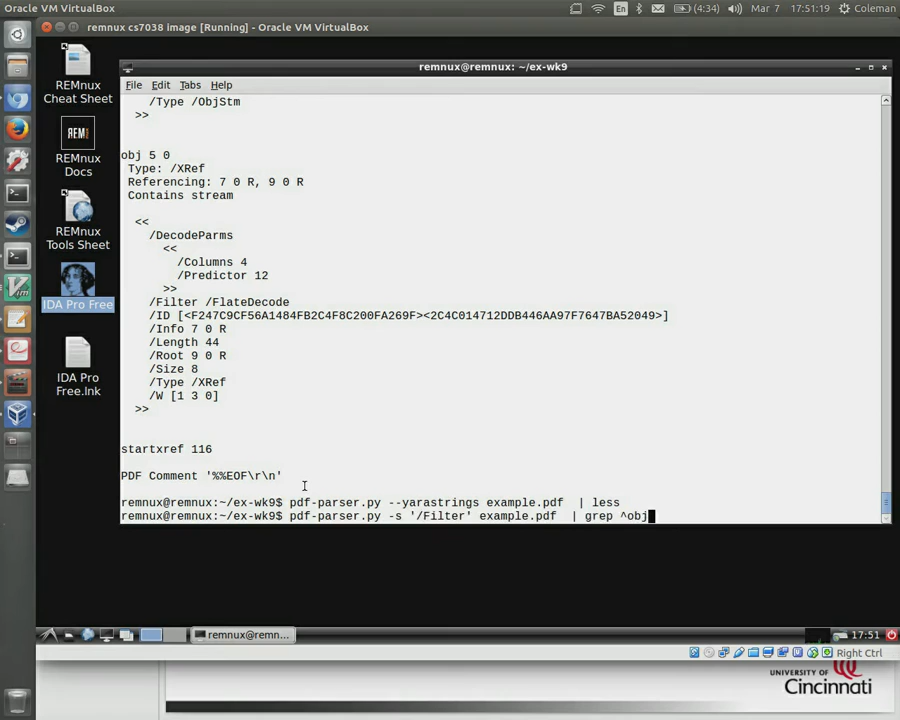 Oracle VM VirtualBox
En
(4:34)
Mar 7
17:51:19
Coleman
remnux cs7038 image [Running] - Oracle VM VirtualBox
REMnux
Cheat Sheet
REM
REMnux
Docs
REMnux
Tools Sheet
IDA Pro Free
IDA Pro
Free.lnk
remnux@remnux: ~/ex-wk9
File Edit Tabs Help
/Type /ObjStm
>>
obj 5 0
Type: /XRef
Referencing: 7 0 R, 9 0 R
Contains stream
<<
/DecodeParms
<<
/Columns 4
/Predictor 12
>>
/Filter /FlateDecode
/ID [<F247C9CF56A1484FB2C4F8C200FA269F><2C4C014712DDB446AA97F7647BA52049>]
/Info 7 0 R
/Length 44
/Root 9 0 R
/Size 8
/Type /XRef
/W [1 3 0]
>>
startxref 116
PDF Comment '%%EOF\r\n'
remnux@remnux:~/ex-wk9$ pdf-parser.py --yarastrings example.pdf  | less
remnux@remnux:~/ex-wk9$ pdf-parser.py -s '/Filter' example.pdf  | grep ^obj
remnux@remn...
17:51
Right Ctrl
UNIVERSITY OF
Cincinnati